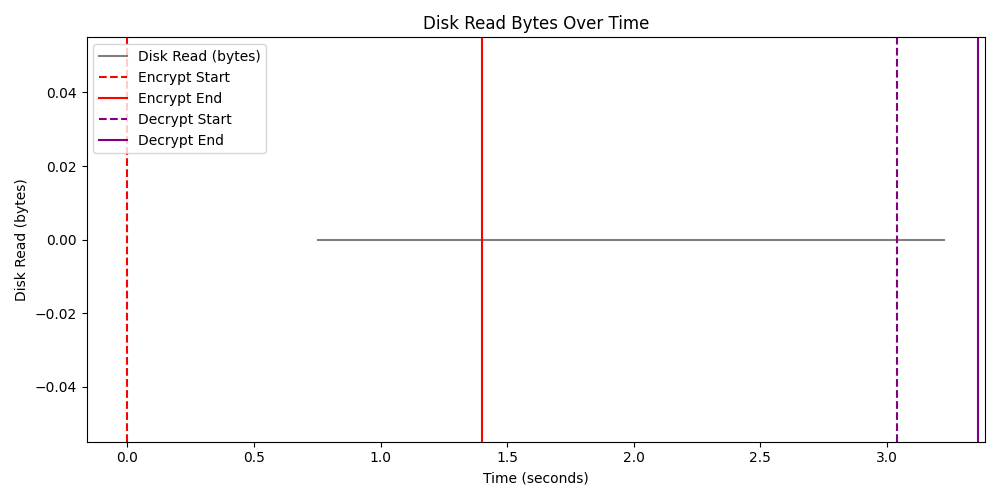 Disk Read Bytes Over Time
Disk Read (bytes)
Encrypt Start
Encrypt End
Decrypt Start
Decrypt End
0.04
0.02
0.00
−0.02
−0.04
Disk Read (bytes)
0.0 0.5 1.0 1.5 2.0 2.5 3.0
Time (seconds)